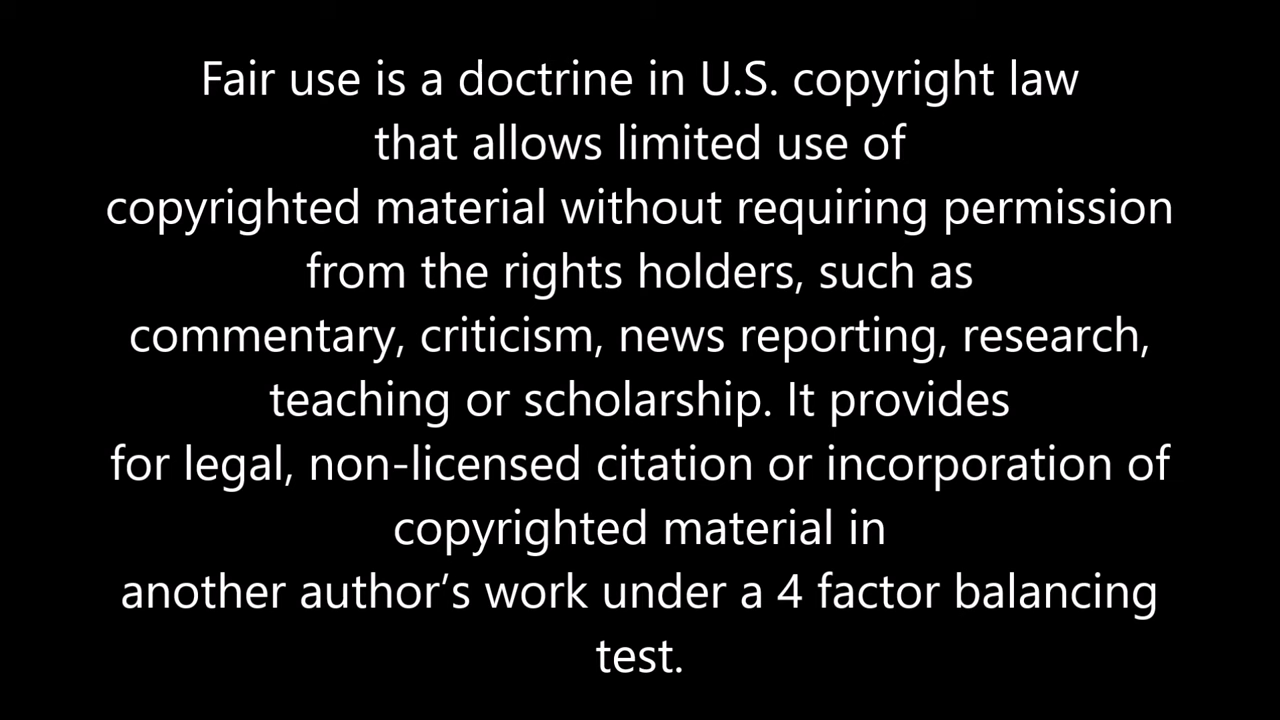 Fair use is a doctrine in U.S. copyright law
that allows limited use of
copyrighted material without requiring permission
from the rights holders, such as
commentary, criticism, news reporting, research,
teaching or scholarship. It provides
for legal, non-licensed citation or incorporation of
copyrighted material in
another author’s work under a 4 factor balancing
test.